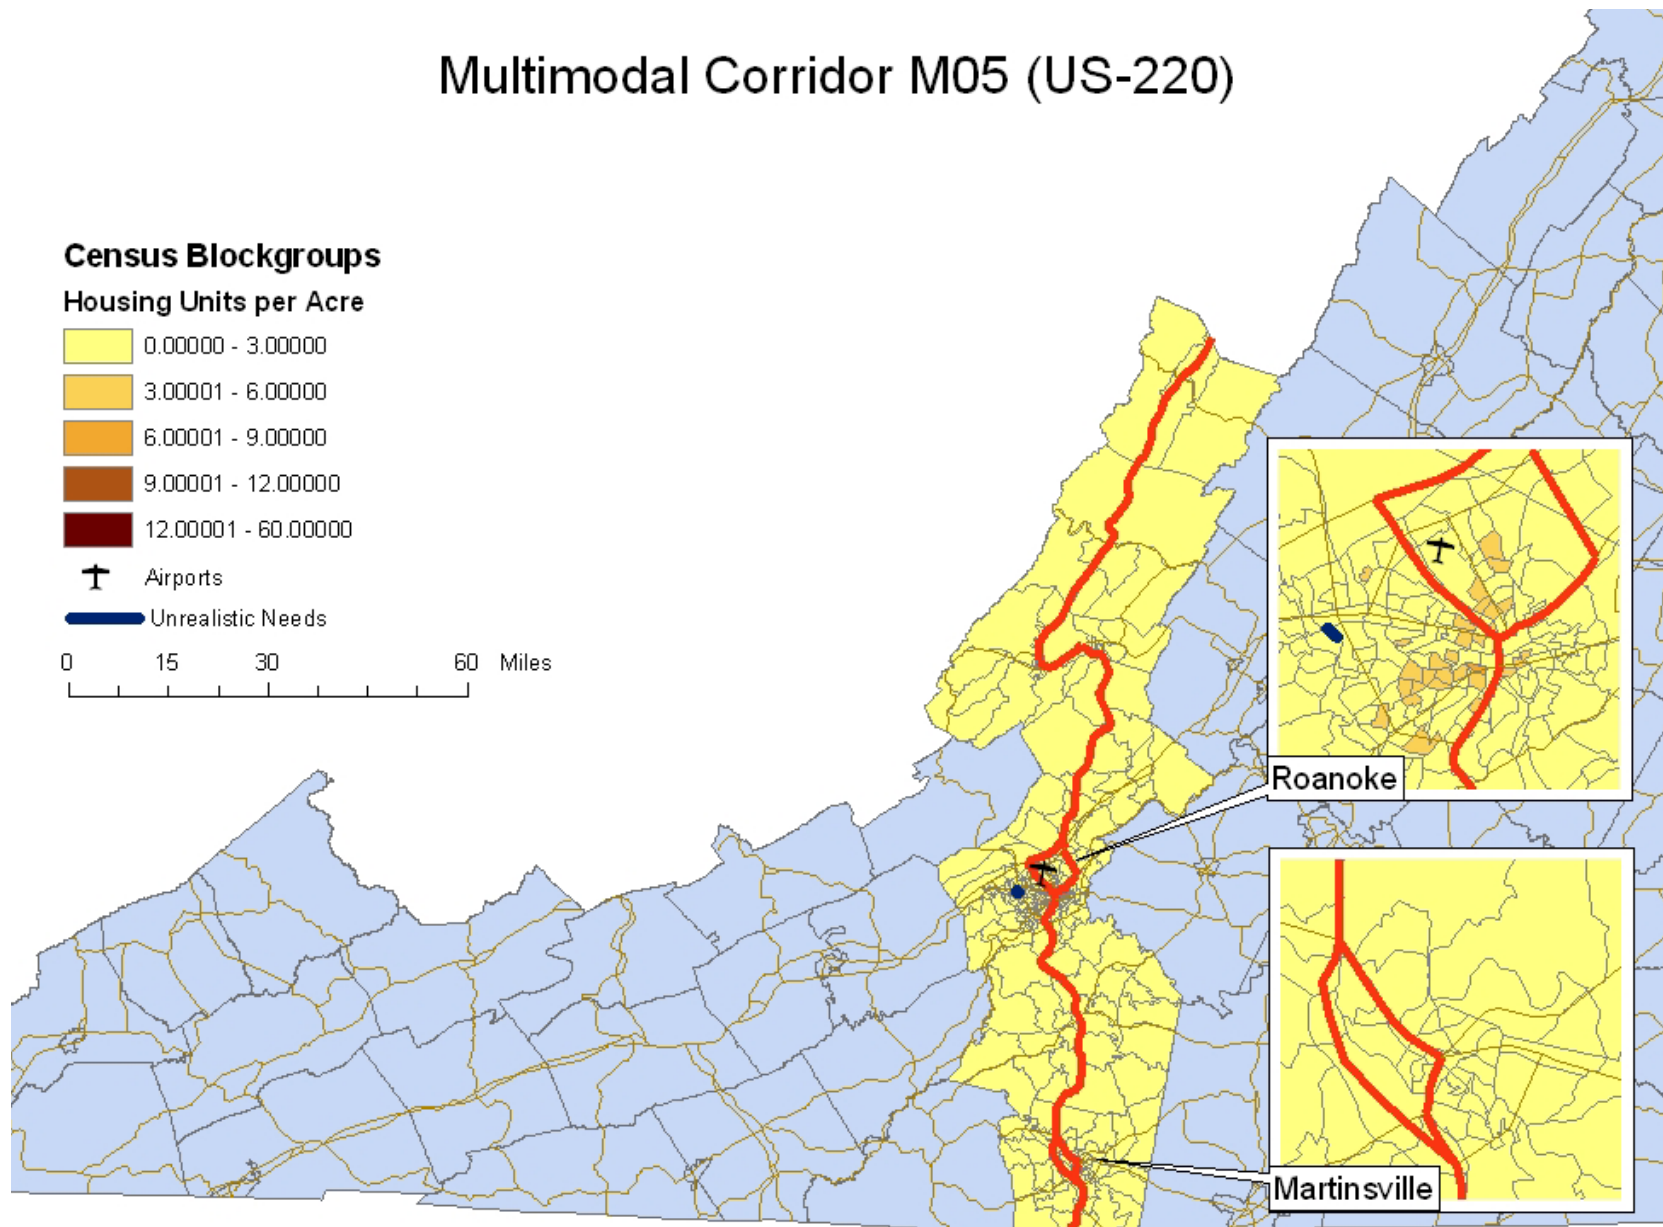 Multimodal Corridor M05 (US-220)
Census Blockgroups
Housing Units per Acre
0.00000 - 3.00000
3.00001 - 6.00000
6.00001 - 9.00000
9.00001 - 12.00000
12.00001 - 60.00000
Airports
Unrealistic Needs
0 15 30 60 Miles
Roanoke
Martinsville